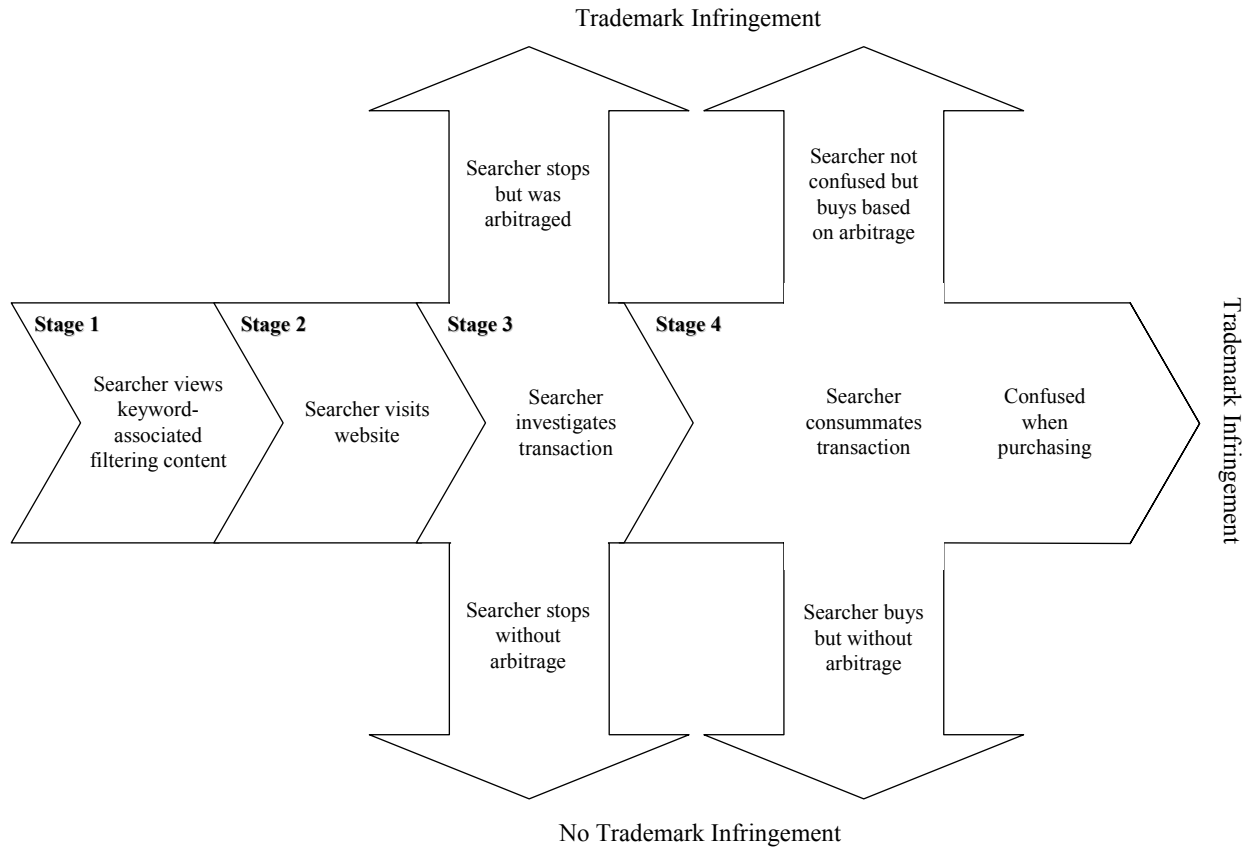 Trademark Infringement
Searcher stops
but was
arbitraged
Searcher not
confused but
buys based
on arbitrage
Stage 1
Searcher views
keyword-
associated
filtering content
Stage 2
Searcher visits
website
Stage 3
Searcher
investigates
transaction
Stage 4
Searcher
consummates
transaction
Confused
when
purchasing
Trademark Infringement
Searcher stops
without
arbitrage
Searcher buys
but without
arbitrage
No Trademark Infringement